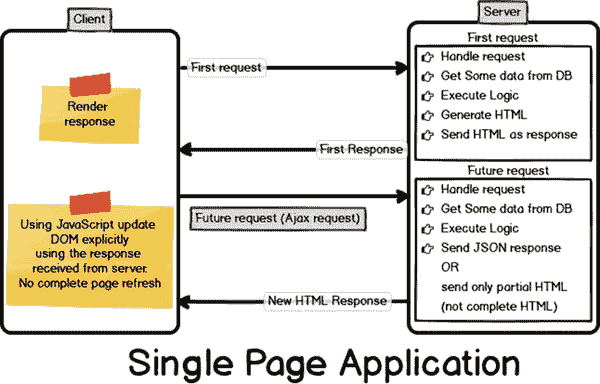 Client
Server
First request
First request
Handle request
Get Some data from DB
Execute Logic
Generate HTML
Send HTML as response
Render
response
First Response
Future request
Handle request
Get Some data from DB
Execute Logic
Send JSON response
OR
send only partial HTML
(not complete HTML)
Future request (Ajax request)
Using JavaScript update
DOM explicitly
using the response
received from server.
No complete page refresh
New HTML Response
Single Page Application